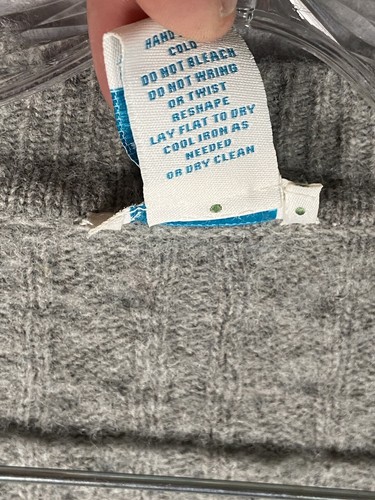 HAND
COLD
DO NOT BLEACH
DO NOT WRING
OR TWIST
RESHAPE
LAY FLAT TO DRY
COOL IRON AS
NEEDED
OR DRY CLEAN